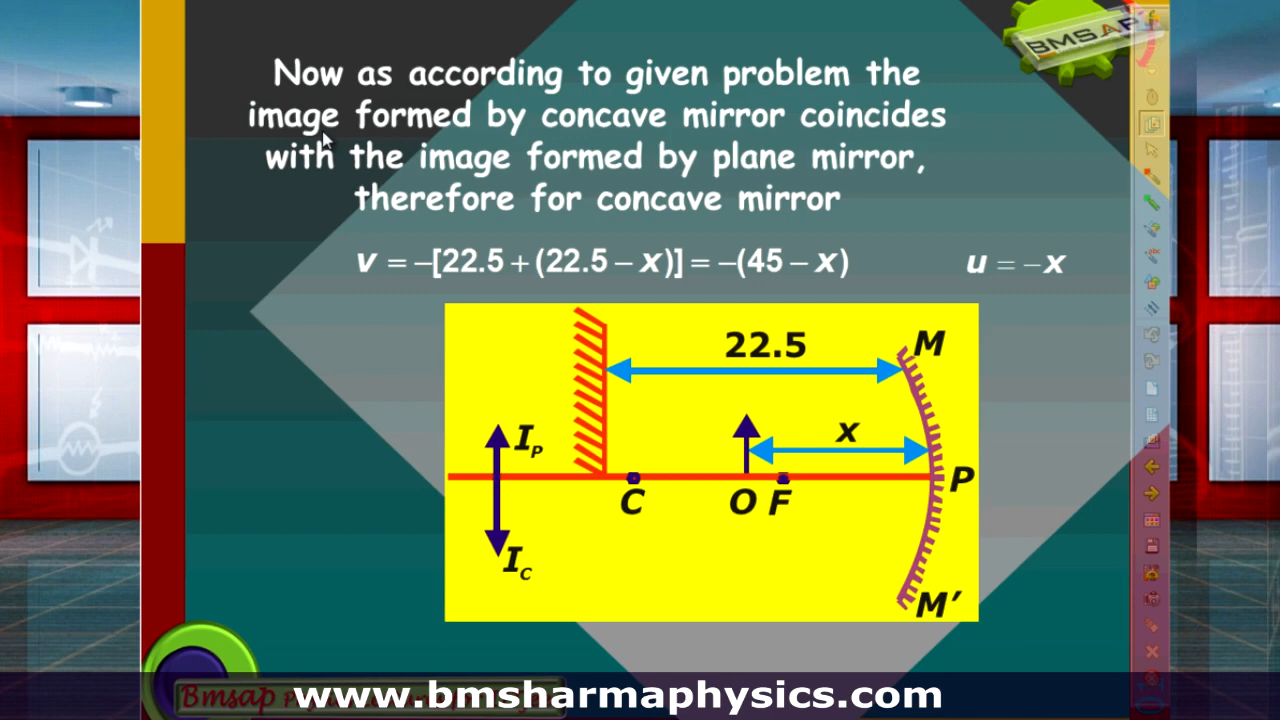 BMSAP
Now as according to given problem the
image formed by concave mirror coincides
with the image formed by plane mirror,
therefore for concave mirror
v = –[22.5 + (22.5 – x)] = –(45 – x) u = –x
22.5
M
x
I_P
C O F P
I_C
M′
Bmsap
www.bmsharmaphysics.com